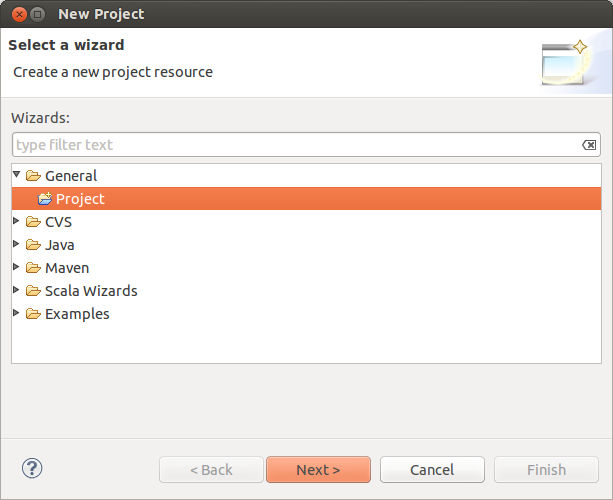 New Project
Select a wizard
Create a new project resource
Wizards:
type filter text
General
Project
CVS
Java
Maven
Scala Wizards
Examples
? < Back Next > Cancel Finish